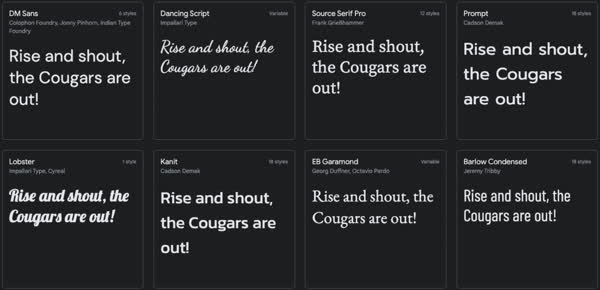 DM Sans
6 styles
Colophon Foundry, Jonny Pinhorn, Indian Type
Foundry
Rise and shout,
the Cougars are
out!
Dancing Script
Variable
Impallari Type
Rise and shout, the
Cougars are out!
Source Serif Pro
12 styles
Frank Grießhammer
Rise and shout,
the Cougars are
out!
Prompt
18 styles
Cadson Demak
Rise and shout,
the Cougars
are out!
Lobster
1 style
Impallari Type, Cyreal
Rise and shout, the
Cougars are out!
Kanit
18 styles
Cadson Demak
Rise and shout,
the Cougars are
out!
EB Garamond
Variable
Georg Duffner, Octavio Pardo
Rise and shout, the
Cougars are out!
Barlow Condensed
18 styles
Jeremy Tribby
Rise and shout, the
Cougars are out!